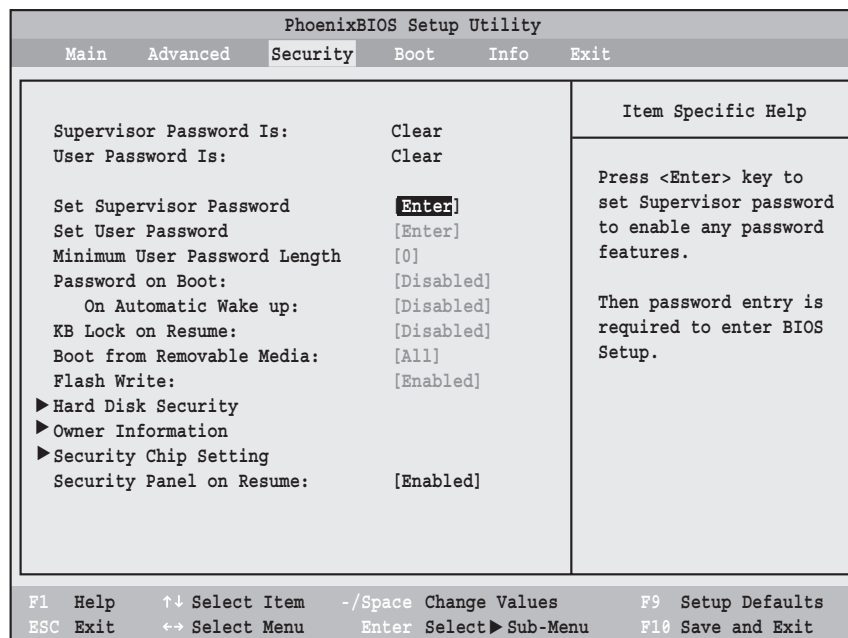 PhoenixBIOS Setup Utility
Main Advanced Security Boot Info Exit
Supervisor Password Is: Clear
User Password Is: Clear
Set Supervisor Password [Enter]
Set User Password [Enter]
Minimum User Password Length [0]
Password on Boot: [Disabled]
On Automatic Wake up: [Disabled]
KB Lock on Resume: [Disabled]
Boot from Removable Media: [All]
Flash Write: [Enabled]
▶Hard Disk Security
▶Owner Information
▶Security Chip Setting
Security Panel on Resume: [Enabled]
Item Specific Help
Press <Enter> key to
set Supervisor password
to enable any password
features.
Then password entry is
required to enter BIOS
Setup.
F1 Help ↑↓ Select Item -/Space Change Values F9 Setup Defaults
ESC Exit ←→ Select Menu Enter Select▶Sub-Menu F10 Save and Exit